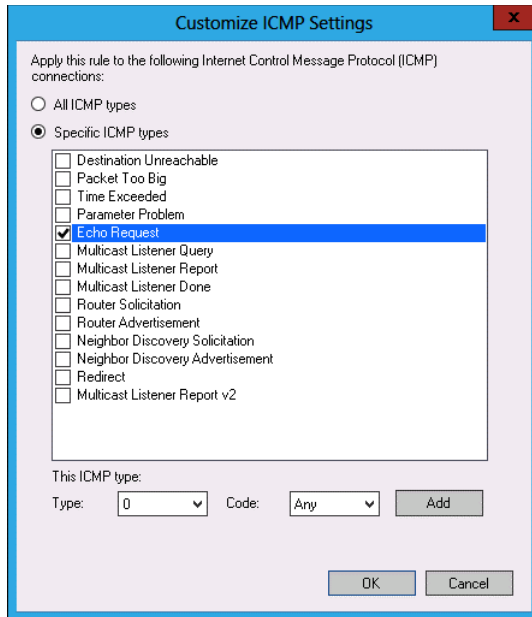 Customize ICMP Settings
x
Apply this rule to the following Internet Control Message Protocol (ICMP)
connections:
All ICMP types
Specific ICMP types
Destination Unreachable
Packet Too Big
Time Exceeded
Parameter Problem
Echo Request
Multicast Listener Query
Multicast Listener Report
Multicast Listener Done
Router Solicitation
Router Advertisement
Neighbor Discovery Solicitation
Neighbor Discovery Advertisement
Redirect
Multicast Listener Report v2
This ICMP type:
Type: 0 Code: Any Add
OK Cancel